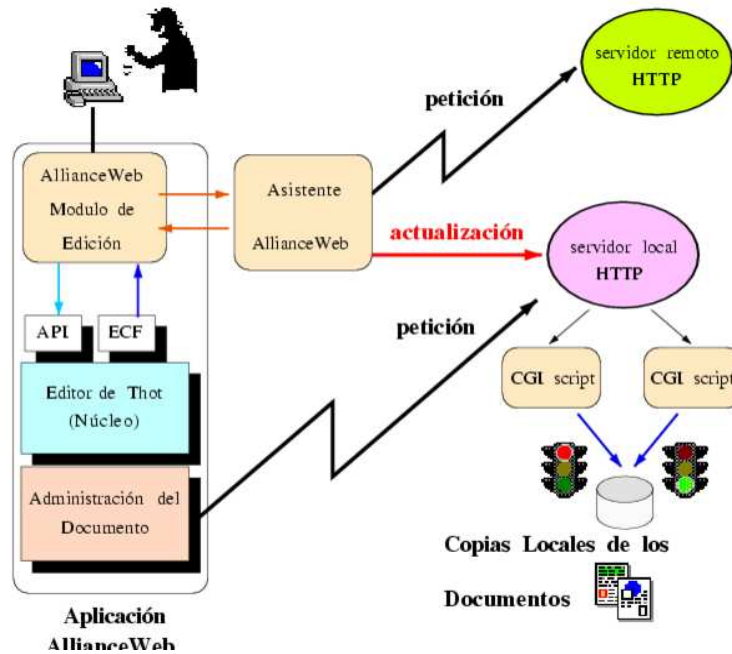 servidor remoto
HTTP
petición
AllianceWeb
Modulo de
Edición
Asistente
AllianceWeb
actualización
servidor local
HTTP
petición
API
ECF
Editor de Thot
(Núcleo)
CGI script
CGI script
Administración del
Documento
Copias Locales de los
Documentos
Aplicación
AllianceWeb